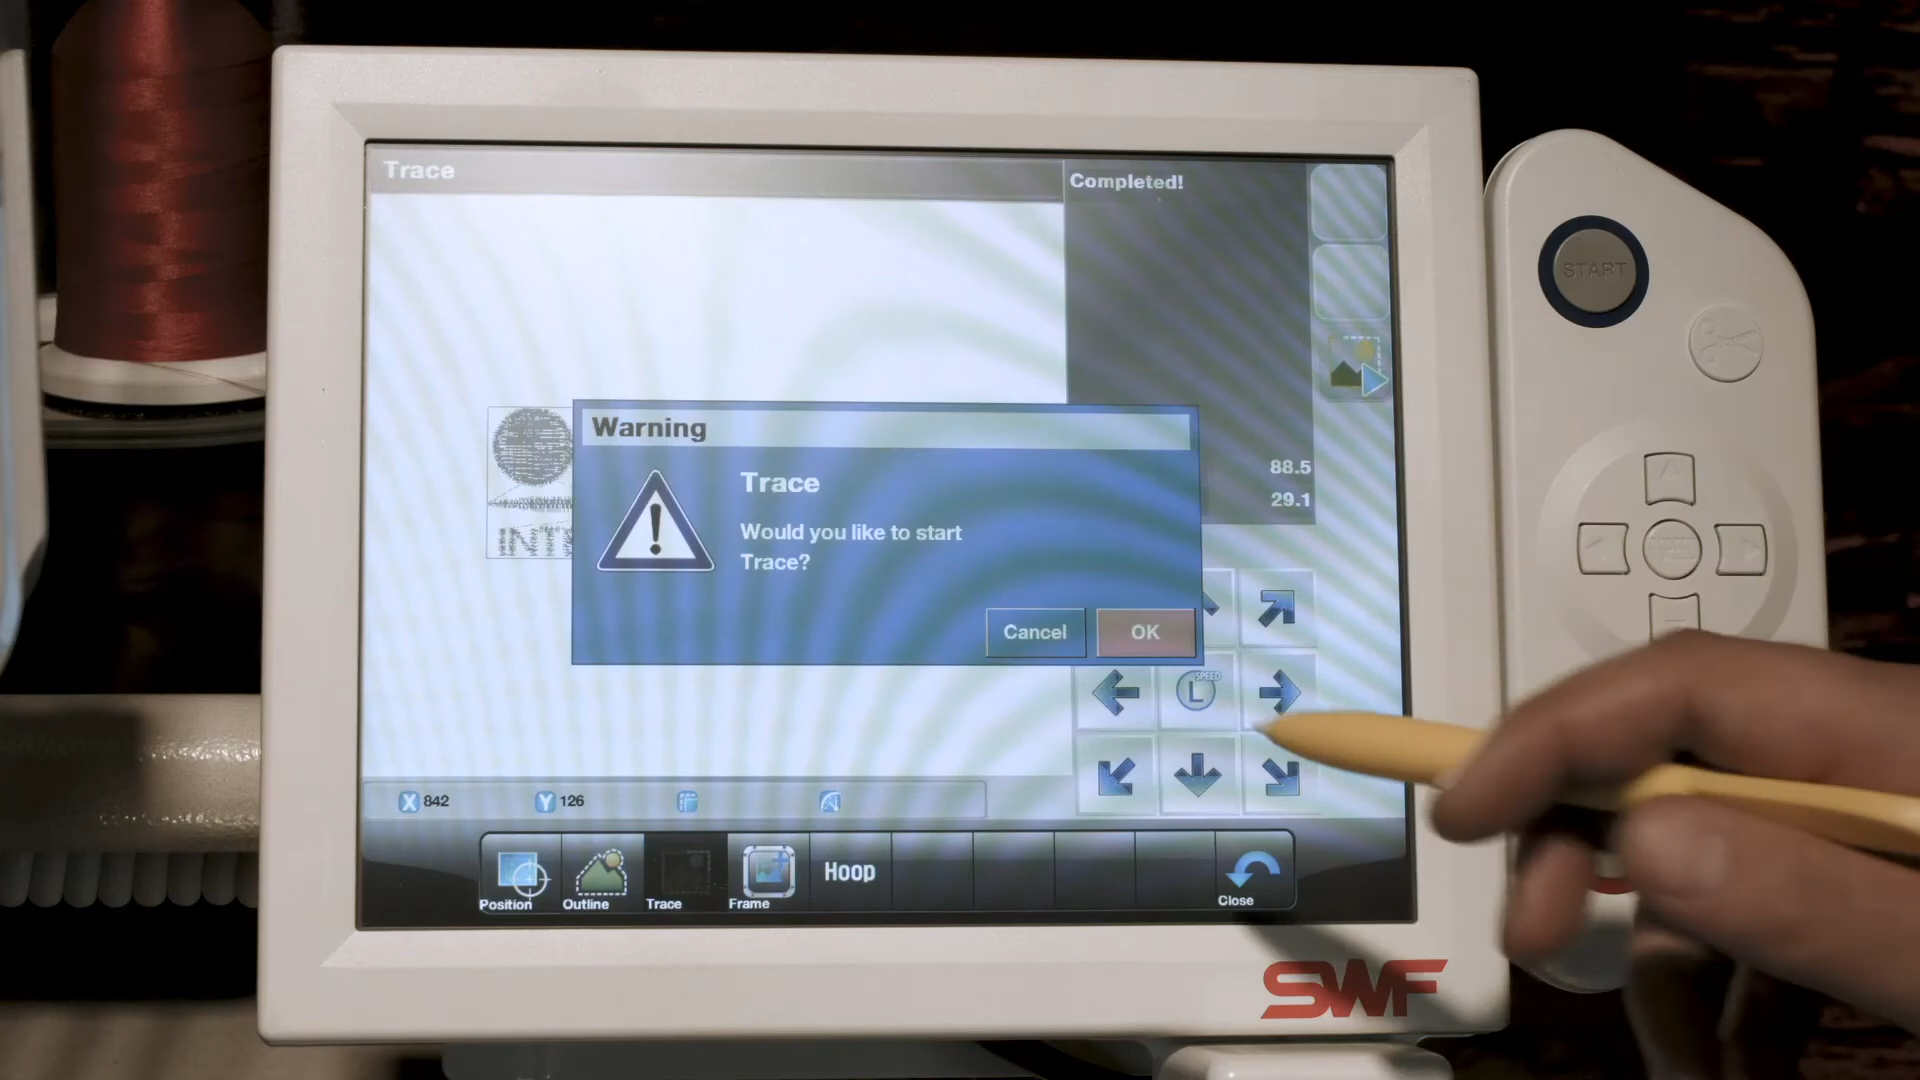 Trace
Completed!
START
Warning
Trace
Would you like to start
Trace?
Cancel
OK
88.5
29.1
SPEED
L
X 842
Y 126
Hoop
Position
Outline
Trace
Frame
Close
SWF